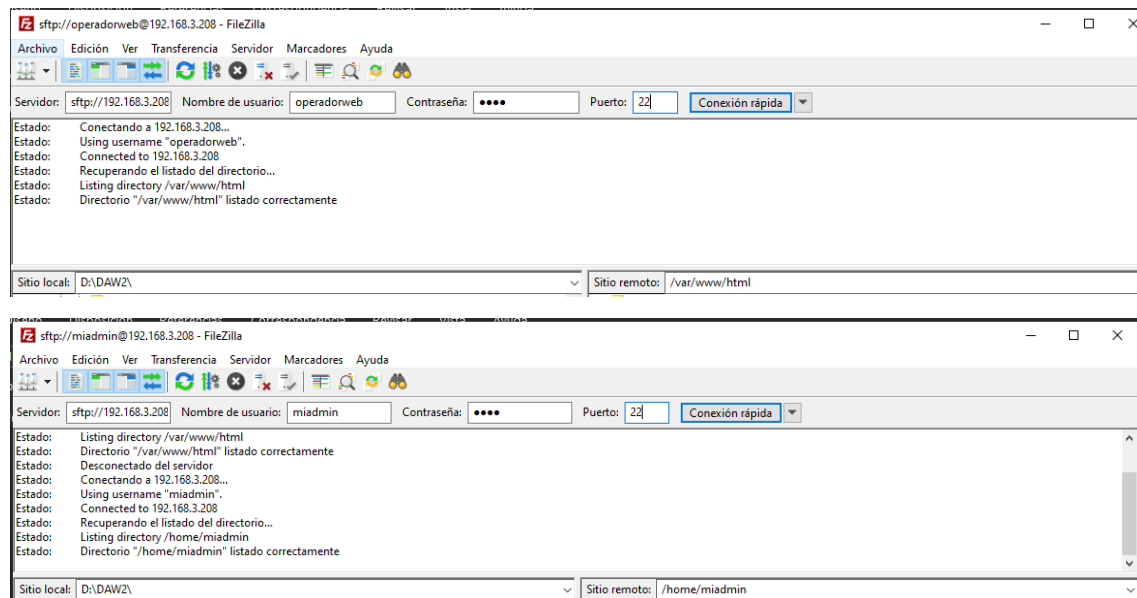 sftp://operadorweb@192.168.3.208 - FileZilla
Archivo Edición Ver Transferencia Servidor Marcadores Ayuda
Servidor: sftp://192.168.3.208 Nombre de usuario: operadorweb Contraseña: •••• Puerto: 22 Conexión rápida
Estado: Conectando a 192.168.3.208...
Estado: Using username "operadorweb".
Estado: Connected to 192.168.3.208
Estado: Recuperando el listado del directorio...
Estado: Listing directory /var/www/html
Estado: Directorio "/var/www/html" listado correctamente
Sitio local: D:\DAW2\ Sitio remoto: /var/www/html
sftp://miadmin@192.168.3.208 - FileZilla
Archivo Edición Ver Transferencia Servidor Marcadores Ayuda
Servidor: sftp://192.168.3.208 Nombre de usuario: miadmin Contraseña: •••• Puerto: 22 Conexión rápida
Estado: Listing directory /var/www/html
Estado: Directorio "/var/www/html" listado correctamente
Estado: Desconectado del servidor
Estado: Conectando a 192.168.3.208...
Estado: Using username "miadmin".
Estado: Connected to 192.168.3.208
Estado: Recuperando el listado del directorio...
Estado: Listing directory /home/miadmin
Estado: Directorio "/home/miadmin" listado correctamente
Sitio local: D:\DAW2\ Sitio remoto: /home/miadmin